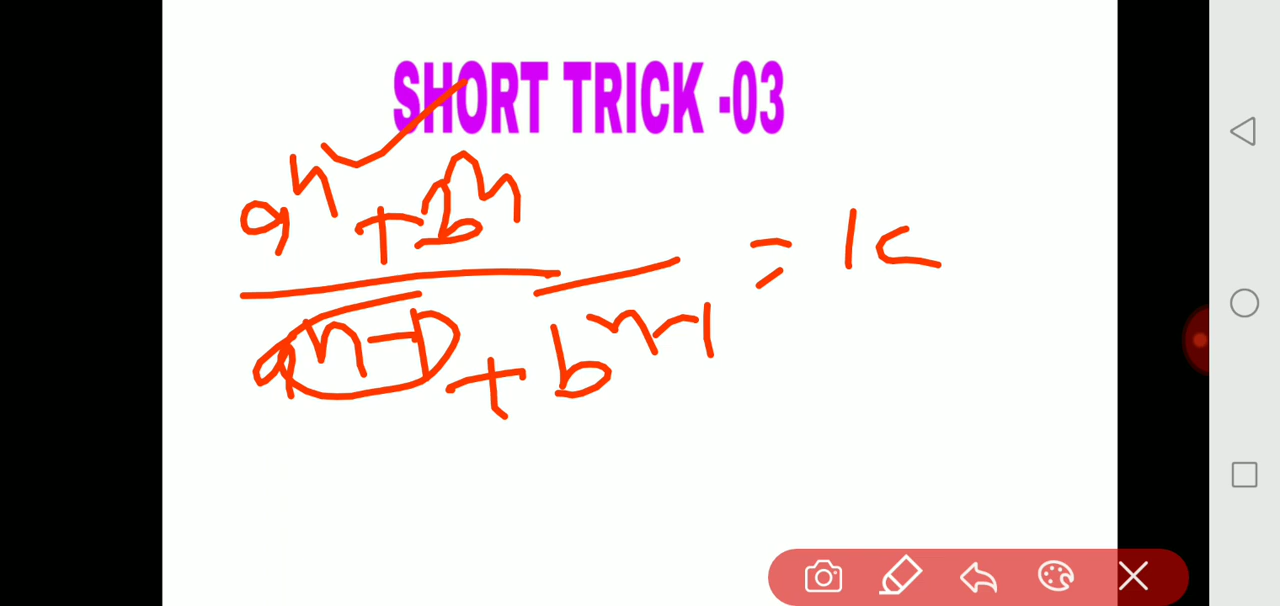 SHORT TRICK -03
aⁿ + bⁿ
aⁿ⁻¹ + bⁿ⁻¹
= k